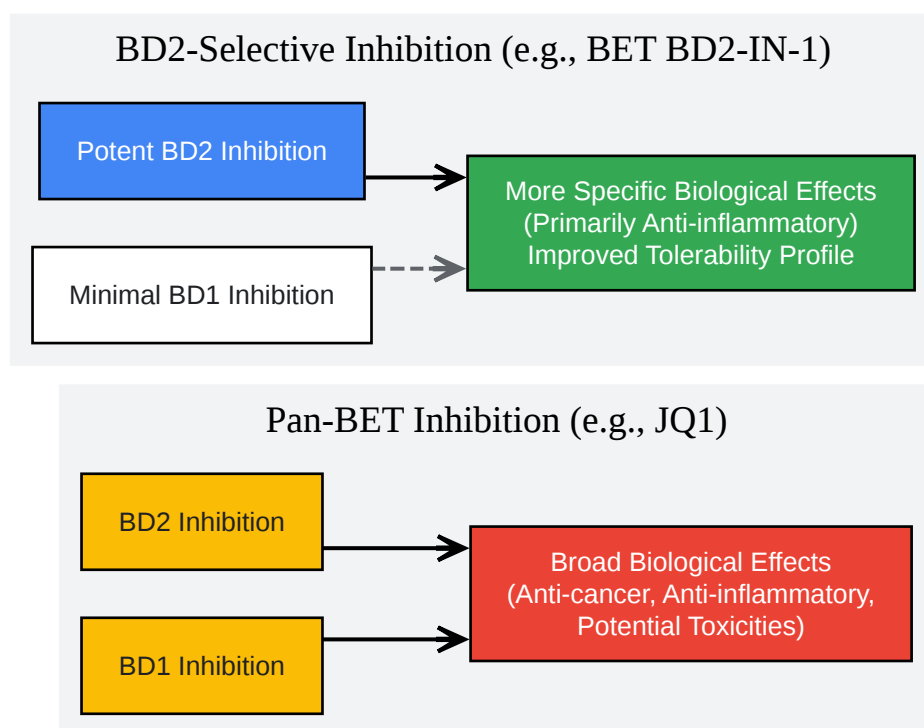 BD2-Selective Inhibition (e.g., BET BD2-IN-1)
Potent BD2 Inhibition
More Specific Biological Effects
(Primarily Anti-inflammatory)
Improved Tolerability Profile
Minimal BD1 Inhibition
Pan-BET Inhibition (e.g., JQ1)
BD2 Inhibition
Broad Biological Effects
(Anti-cancer, Anti-inflammatory,
Potential Toxicities)
BD1 Inhibition